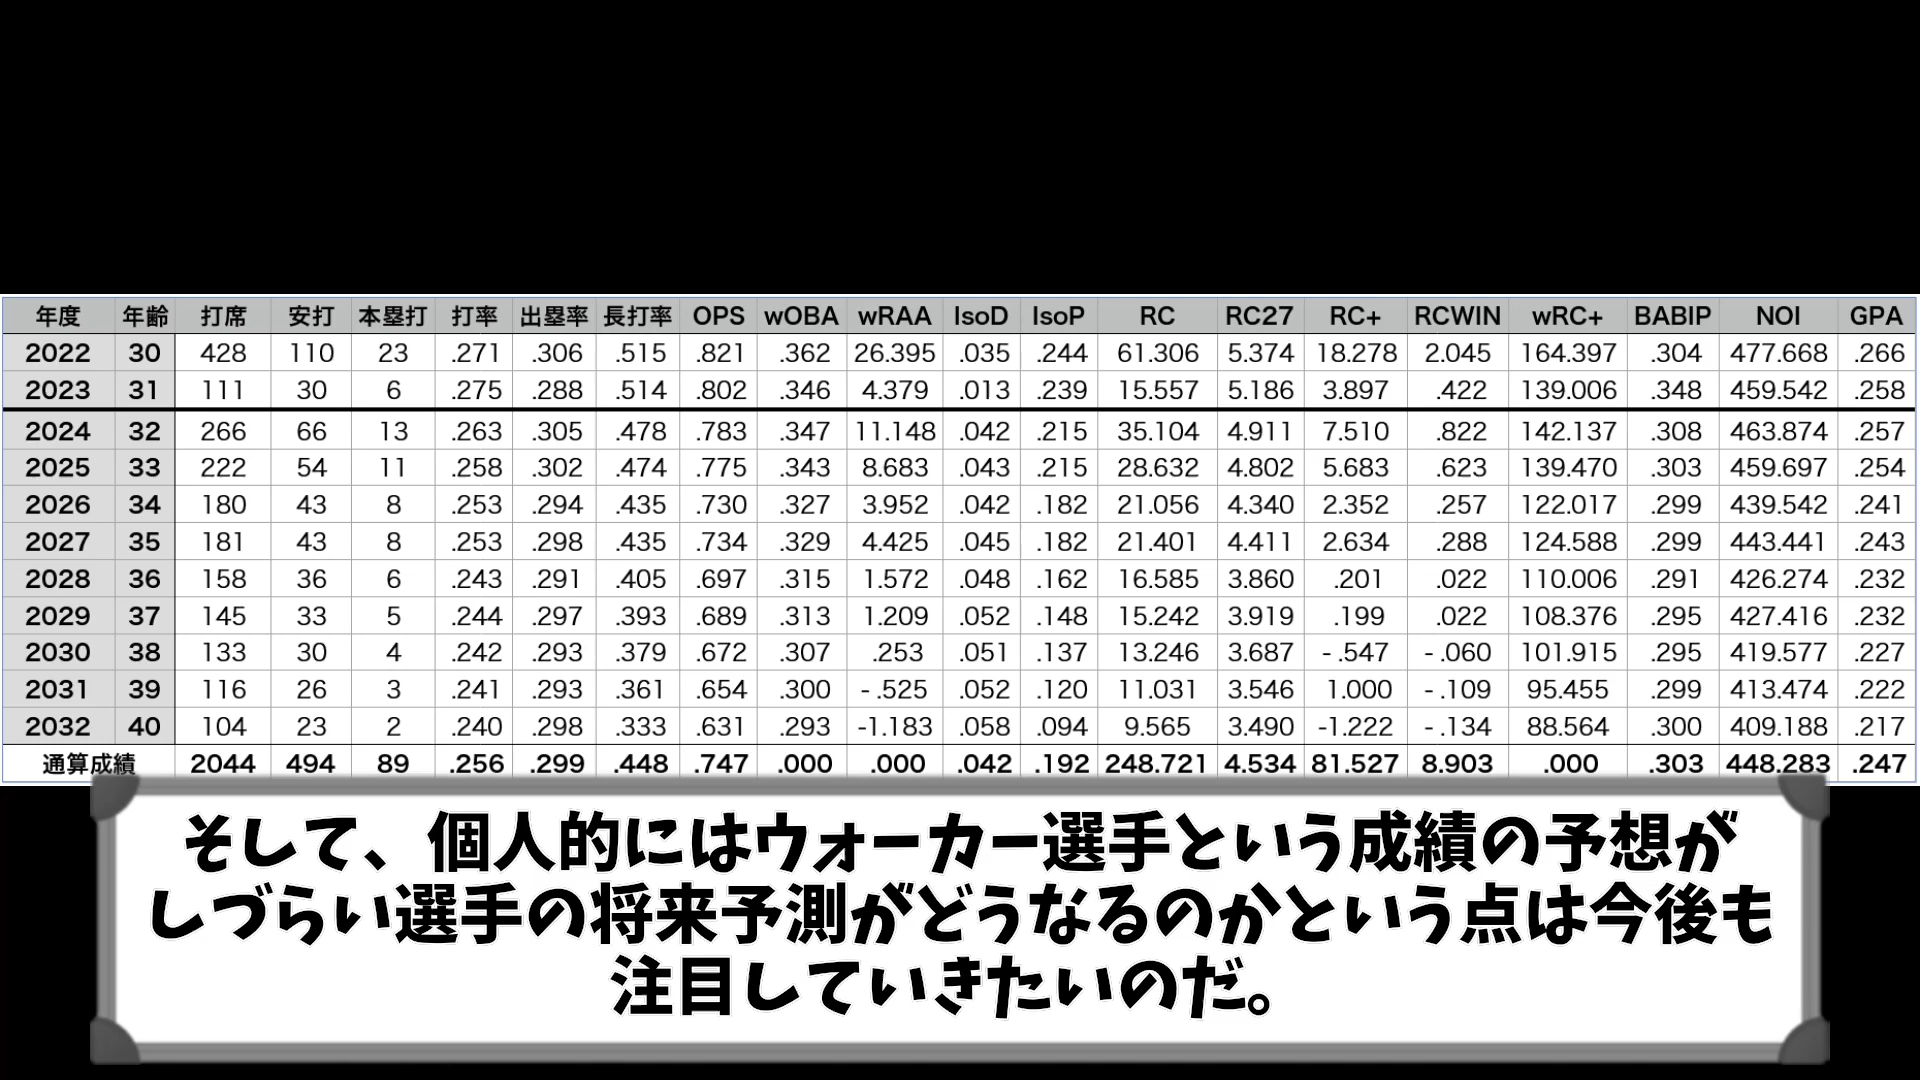 年度 年齢 打席 安打 本塁打 打率 出塁率 長打率 OPS wOBA wRAA IsoD IsoP RC RC27 RC+ RCWIN wRC+ BABIP NOI GPA
2022 30 428 110 23 .271 .306 .515 .821 .362 26.395 .035 .244 61.306 5.374 18.278 2.045 164.397 .304 477.668 .266
2023 31 111 30 6 .275 .288 .514 .802 .346 4.379 .013 .239 15.557 5.186 3.897 .422 139.006 .348 459.542 .258
2024 32 266 66 13 .263 .305 .478 .783 .347 11.148 .042 .215 35.104 4.911 7.510 .822 142.137 .308 463.874 .257
2025 33 222 54 11 .258 .302 .474 .775 .343 8.683 .043 .215 28.632 4.802 5.683 .623 139.470 .303 459.697 .254
2026 34 180 43 8 .253 .294 .435 .730 .327 3.952 .042 .182 21.056 4.340 2.352 .257 122.017 .299 439.542 .241
2027 35 181 43 8 .253 .298 .435 .734 .329 4.425 .045 .182 21.401 4.411 2.634 .288 124.588 .299 443.441 .243
2028 36 158 36 6 .243 .291 .405 .697 .315 1.572 .048 .162 16.585 3.860 .201 .022 110.006 .291 426.274 .232
2029 37 145 33 5 .244 .297 .393 .689 .313 1.209 .052 .148 15.242 3.919 .199 .022 108.376 .295 427.416 .232
2030 38 133 30 4 .242 .293 .379 .672 .307 .253 .051 .137 13.246 3.687 - .547 - .060 101.915 .295 419.577 .227
2031 39 116 26 3 .241 .293 .361 .654 .300 - .525 .052 .120 11.031 3.546 1.000 - .109 95.455 .299 413.474 .222
2032 40 104 23 2 .240 .298 .333 .631 .293 -1.183 .058 .094 9.565 3.490 -1.222 - .134 88.564 .300 409.188 .217
通算成績 2044 494 89 .256 .299 .448 .747 .000 .000 .042 .192 248.721 4.534 81.527 8.903 .000 .303 448.283 .247
そして、個人的にはウォーカー選手という成績の予想が
しづらい選手の将来予測がどうなるのかという点は今後も
注目していきたいのだ。